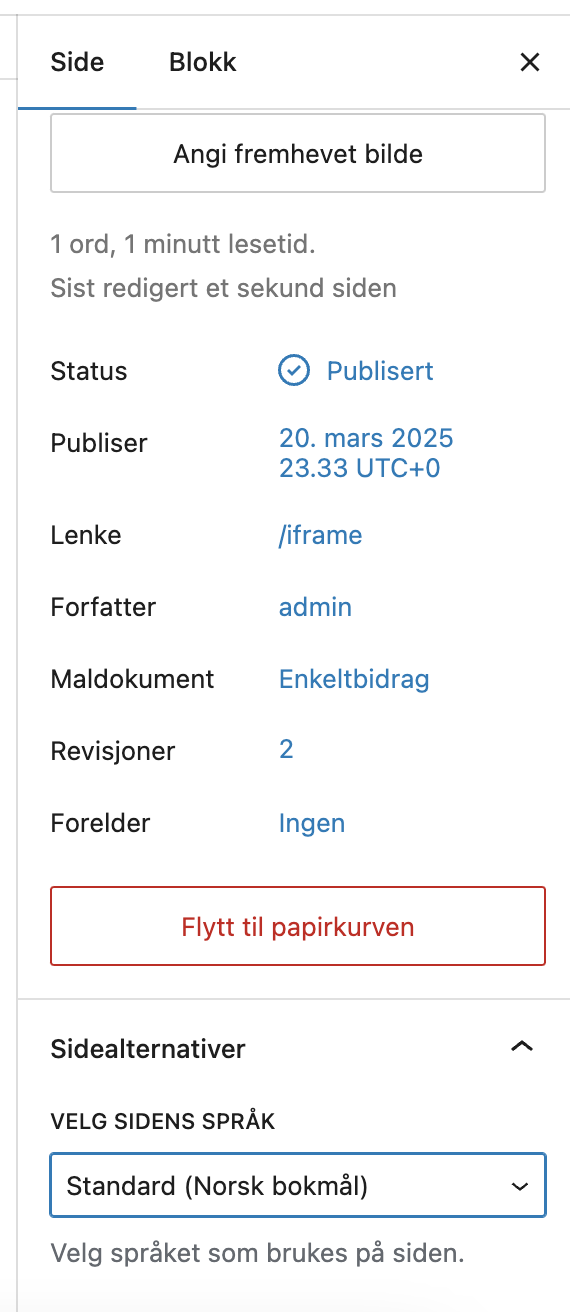 Side Blokk
Angi fremhevet bilde
1 ord, 1 minutt lesetid.
Sist redigert et sekund siden
Status Publisert
Publiser 20. mars 2025
23.33 UTC+0
Lenke /iframe
Forfatter admin
Maldokument Enkeltbidrag
Revisjoner 2
Forelder Ingen
Flytt til papirkurven
Sidealternativer
VELG SIDENS SPRÅK
Standard (Norsk bokmål)
Velg språket som brukes på siden.